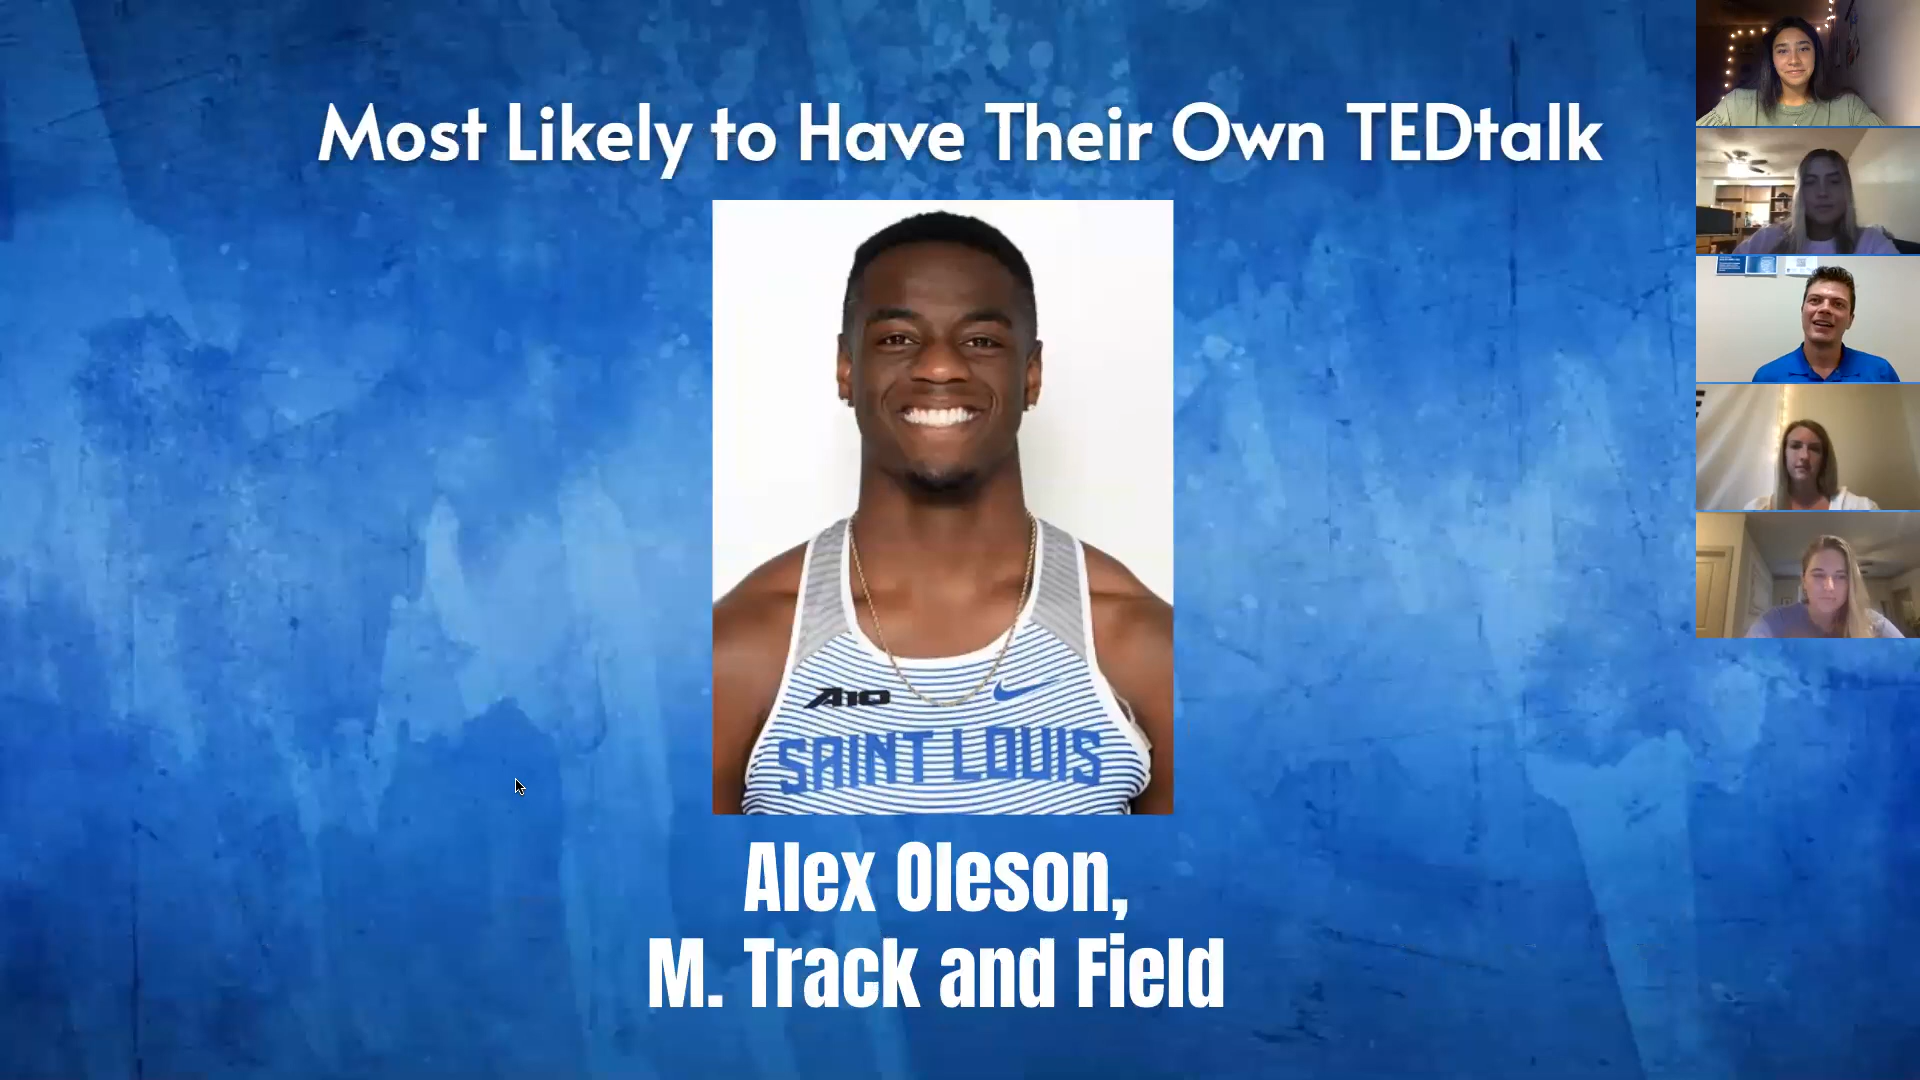 Most Likely to Have Their Own TEDtalk
A10
SAINT LOUIS
Alex Oleson,
M. Track and Field